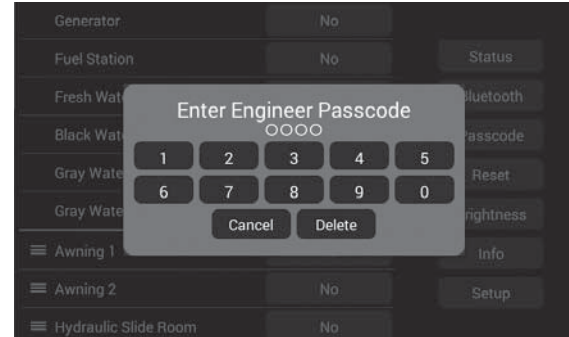 Generator No
Fuel Station No Status
Fresh Wat Bluetooth
Enter Engineer Passcode
Black Wat Passcode
1 2 3 4 5
Gray Wate Reset
6 7 8 9 0
Gray Wate Brightness
Cancel Delete
Awning 1 Info
Awning 2 No Setup
Hydraulic Slide Room No